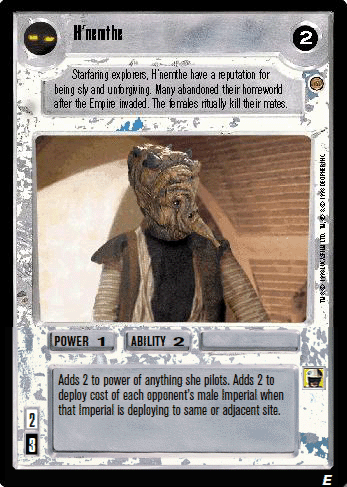 H'nemthe
2
Starfaring explorers, H'nemthe have a reputation for
being sly and unforgiving. Many abandoned their homeworld
after the Empire invaded. The females ritually kill their mates.
POWER 1 ABILITY 2
Adds 2 to power of anything she pilots. Adds 2 to
deploy cost of each opponent's male Imperial when
that Imperial is deploying to same or adjacent site.
2
3
E